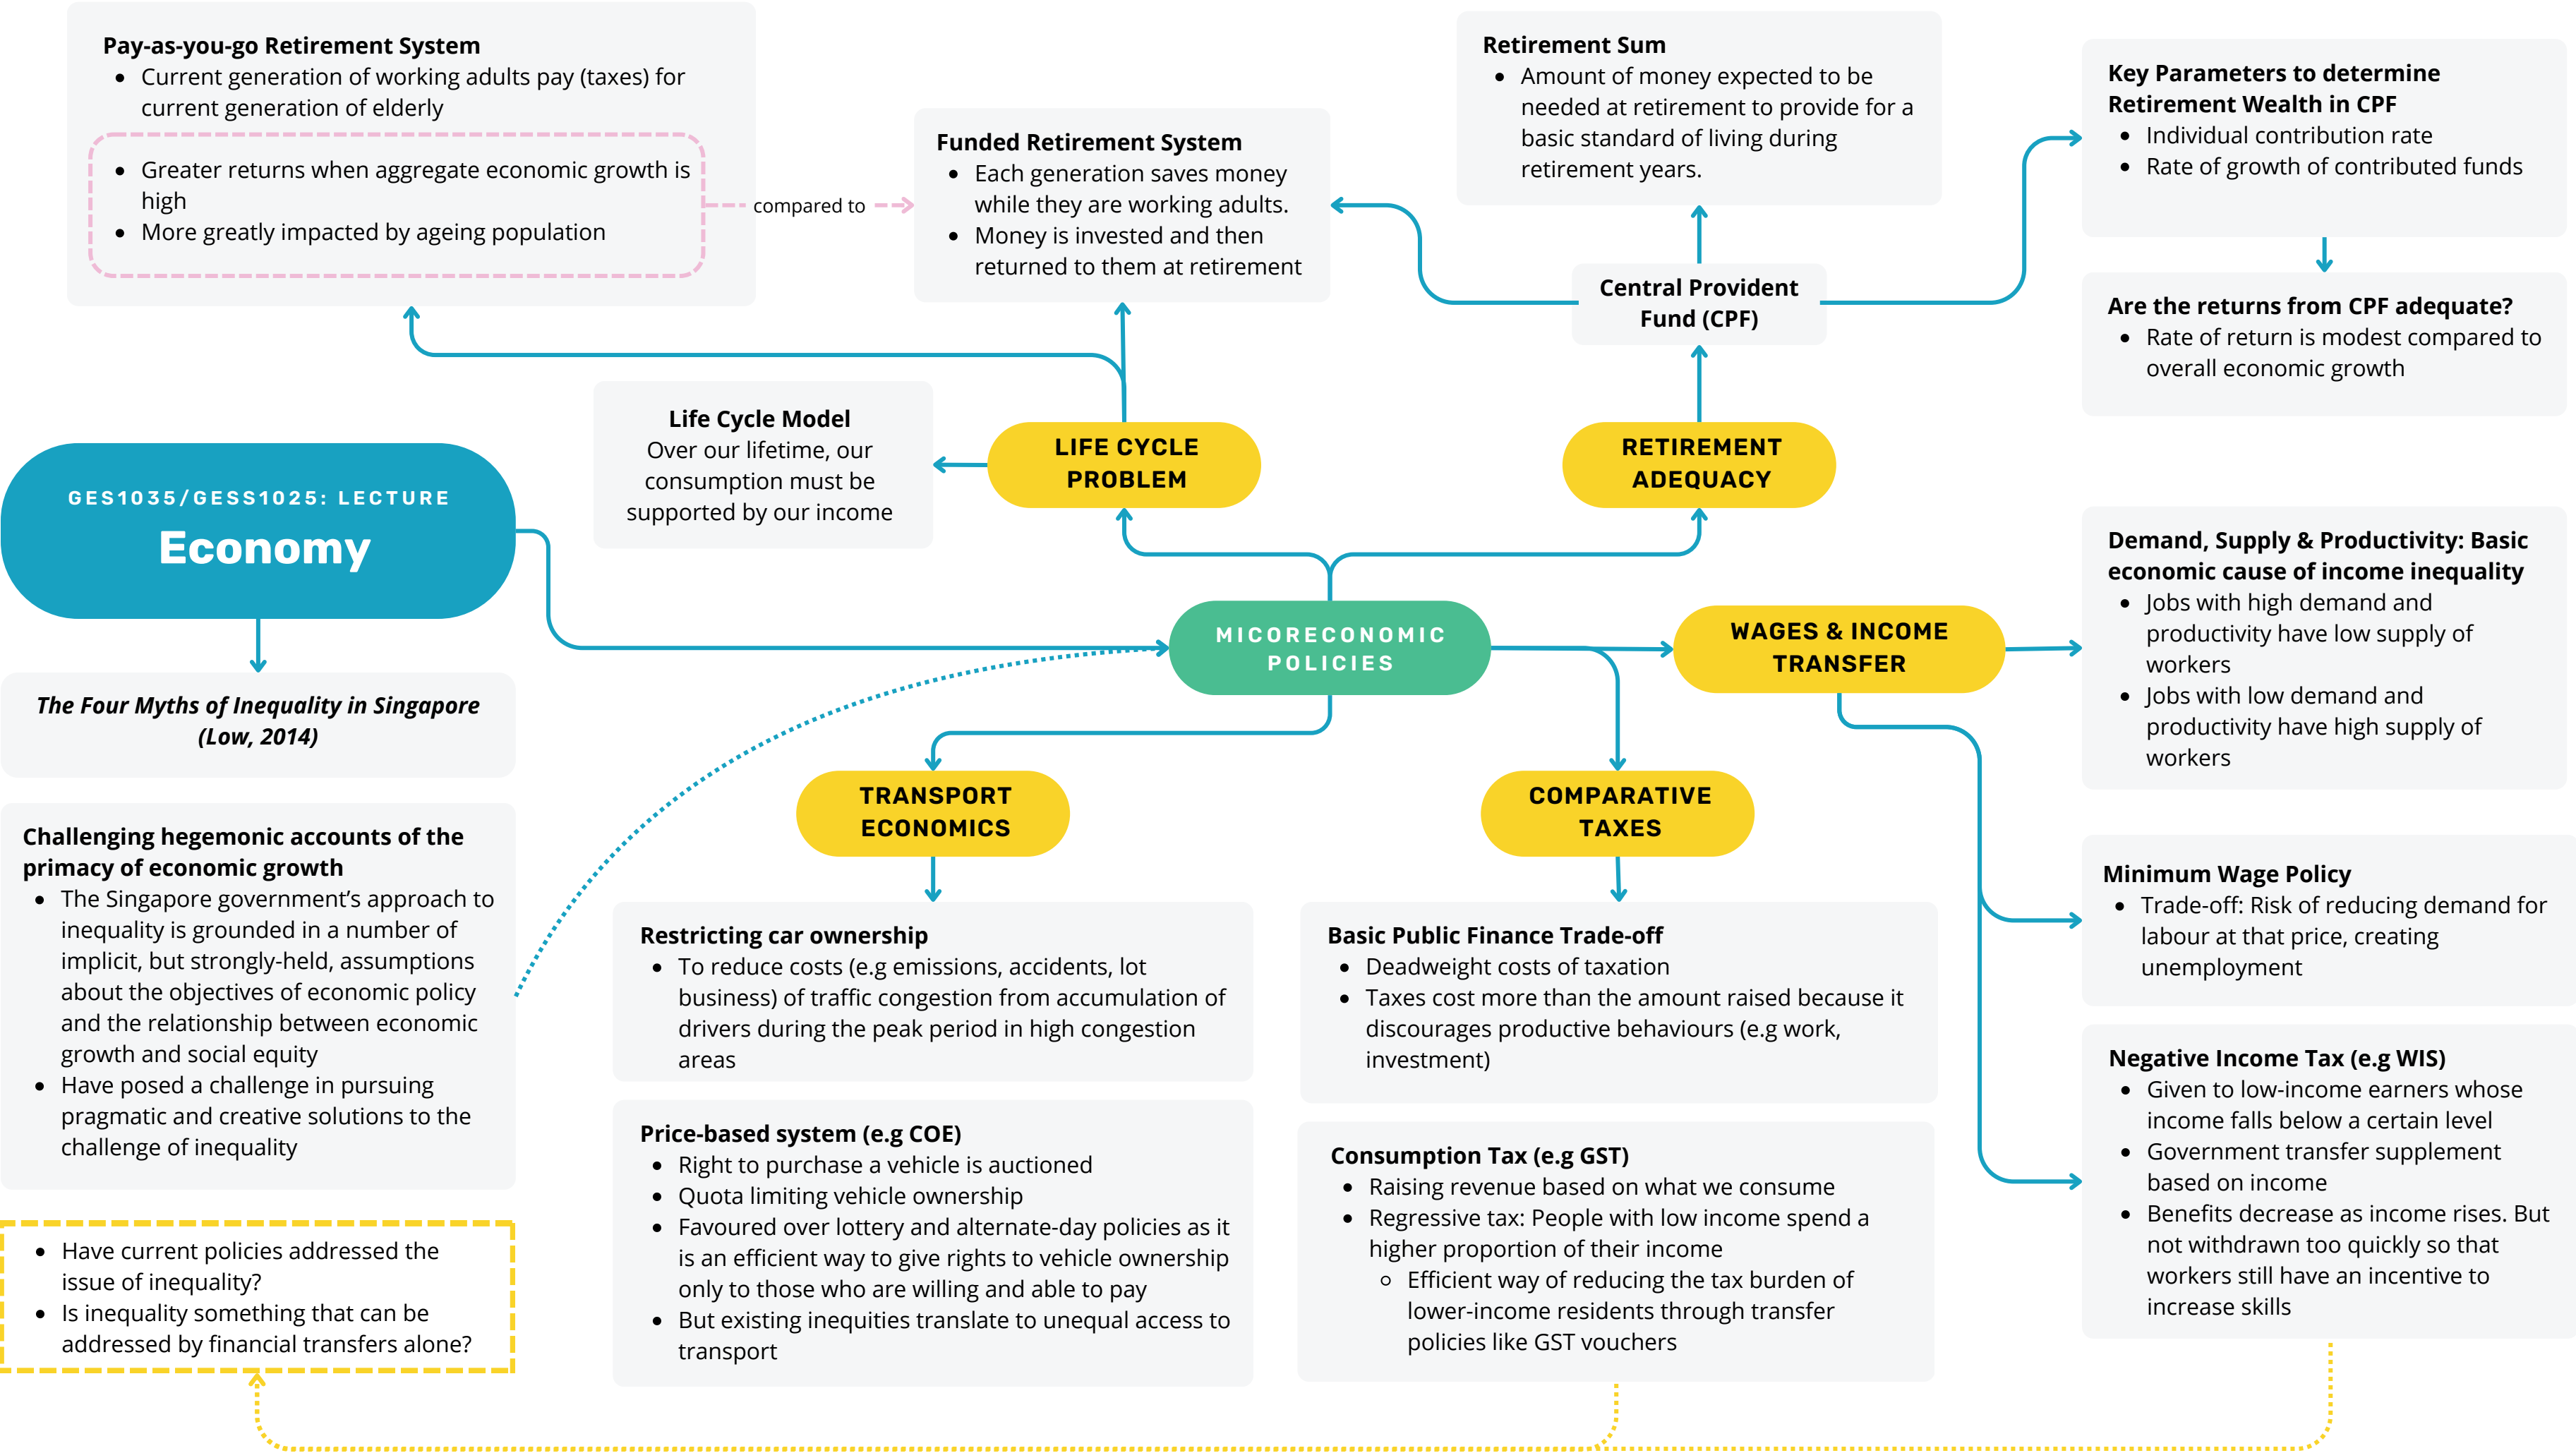 Pay-as-you-go Retirement System
• Current generation of working adults pay (taxes) for
current generation of elderly
• Greater returns when aggregate economic growth is
high
• More greatly impacted by ageing population
compared to
Funded Retirement System
• Each generation saves money
while they are working adults.
• Money is invested and then
returned to them at retirement
Retirement Sum
• Amount of money expected to be
needed at retirement to provide for a
basic standard of living during
retirement years.
Key Parameters to determine
Retirement Wealth in CPF
• Individual contribution rate
• Rate of growth of contributed funds
Central Provident
Fund (CPF)
Are the returns from CPF adequate?
• Rate of return is modest compared to
overall economic growth
Life Cycle Model
Over our lifetime, our
consumption must be
supported by our income
LIFE CYCLE
PROBLEM
RETIREMENT
ADEQUACY
GES1035/GESS1025: LECTURE
Economy
The Four Myths of Inequality in Singapore
(Low, 2014)
MICORECONOMIC
POLICIES
WAGES & INCOME
TRANSFER
Demand, Supply & Productivity: Basic
economic cause of income inequality
• Jobs with high demand and
productivity have low supply of
workers
• Jobs with low demand and
productivity have high supply of
workers
TRANSPORT
ECONOMICS
COMPARATIVE
TAXES
Challenging hegemonic accounts of the
primacy of economic growth
• The Singapore government’s approach to
inequality is grounded in a number of
implicit, but strongly-held, assumptions
about the objectives of economic policy
and the relationship between economic
growth and social equity
• Have posed a challenge in pursuing
pragmatic and creative solutions to the
challenge of inequality
Restricting car ownership
• To reduce costs (e.g emissions, accidents, lot
business) of traffic congestion from accumulation of
drivers during the peak period in high congestion
areas
Basic Public Finance Trade-off
• Deadweight costs of taxation
• Taxes cost more than the amount raised because it
discourages productive behaviours (e.g work,
investment)
Minimum Wage Policy
• Trade-off: Risk of reducing demand for
labour at that price, creating
unemployment
Price-based system (e.g COE)
• Right to purchase a vehicle is auctioned
• Quota limiting vehicle ownership
• Favoured over lottery and alternate-day policies as it
is an efficient way to give rights to vehicle ownership
only to those who are willing and able to pay
• But existing inequities translate to unequal access to
transport
Consumption Tax (e.g GST)
• Raising revenue based on what we consume
• Regressive tax: People with low income spend a
higher proportion of their income
◦ Efficient way of reducing the tax burden of
lower-income residents through transfer
policies like GST vouchers
Negative Income Tax (e.g WIS)
• Given to low-income earners whose
income falls below a certain level
• Government transfer supplement
based on income
• Benefits decrease as income rises. But
not withdrawn too quickly so that
workers still have an incentive to
increase skills
• Have current policies addressed the
issue of inequality?
• Is inequality something that can be
addressed by financial transfers alone?